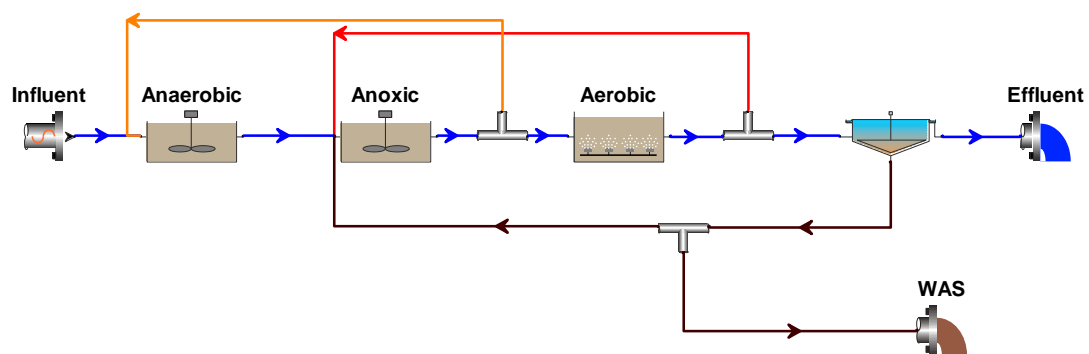 Influent
Anaerobic
Anoxic
Aerobic
Effluent
WAS